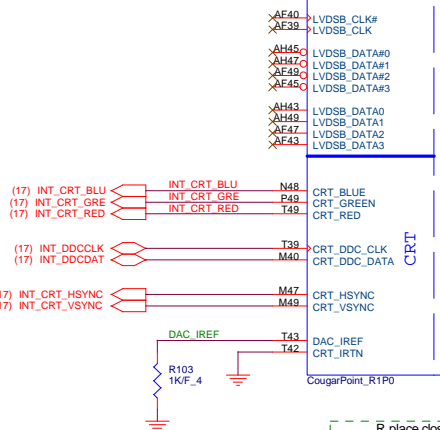 AF40 LVDSB_CLK#
AF39 LVDSB_CLK
AH45 LVDSB_DATA#0
AH47 LVDSB_DATA#1
AF49 LVDSB_DATA#2
AF45 LVDSB_DATA#3
AH43 LVDSB_DATA0
AH49 LVDSB_DATA1
AF47 LVDSB_DATA2
AF43 LVDSB_DATA3
(17) INT_CRT_BLU INT_CRT_BLU N48 CRT_BLUE
(17) INT_CRT_GRE INT_CRT_GRE P49 CRT_GREEN
(17) INT_CRT_RED INT_CRT_RED T49 CRT_RED
(17) INT_DDCCLK T39 CRT_DDC_CLK
(17) INT_DDCDAT M40 CRT_DDC_DATA
CRT
17) INT_CRT_HSYNC M47 CRT_HSYNC
17) INT_CRT_VSYNC M49 CRT_VSYNC
DAC_IREF T43 DAC_IREF
T42 CRT_IRTN
R103
1K/F_4
CougarPoint_R1P0
R place clos